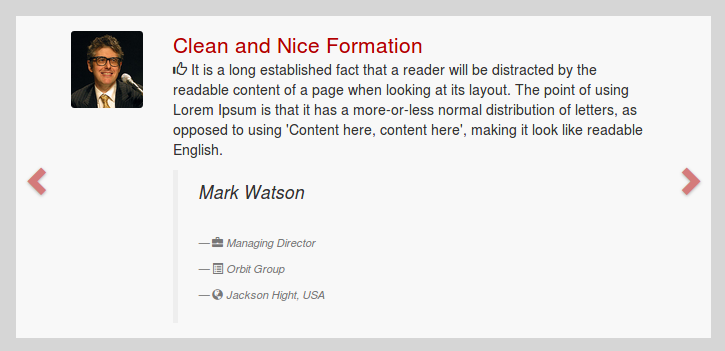 Clean and Nice Formation
It is a long established fact that a reader will be distracted by the
readable content of a page when looking at its layout. The point of using
Lorem Ipsum is that it has a more-or-less normal distribution of letters, as
opposed to using 'Content here, content here', making it look like readable
English.
Mark Watson
— Managing Director
— Orbit Group
— Jackson Hight, USA